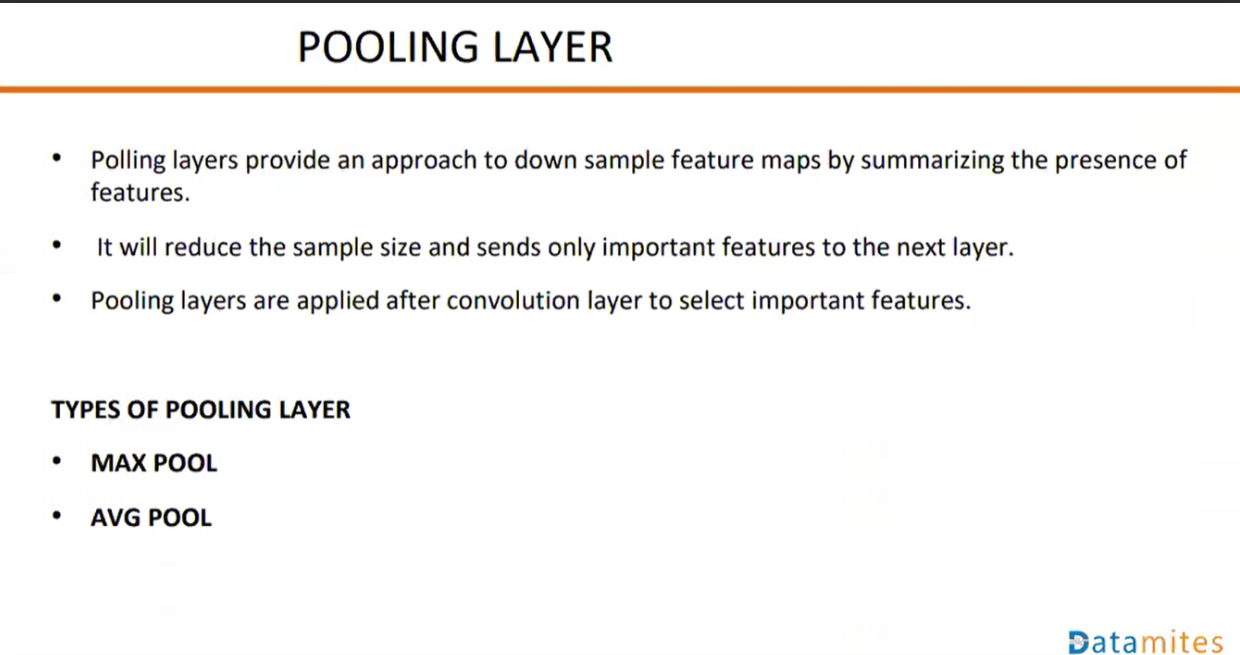 POOLING LAYER
• Polling layers provide an approach to down sample feature maps by summarizing the presence of
features.
• It will reduce the sample size and sends only important features to the next layer.
• Pooling layers are applied after convolution layer to select important features.
TYPES OF POOLING LAYER
• MAX POOL
• AVG POOL
Datamites